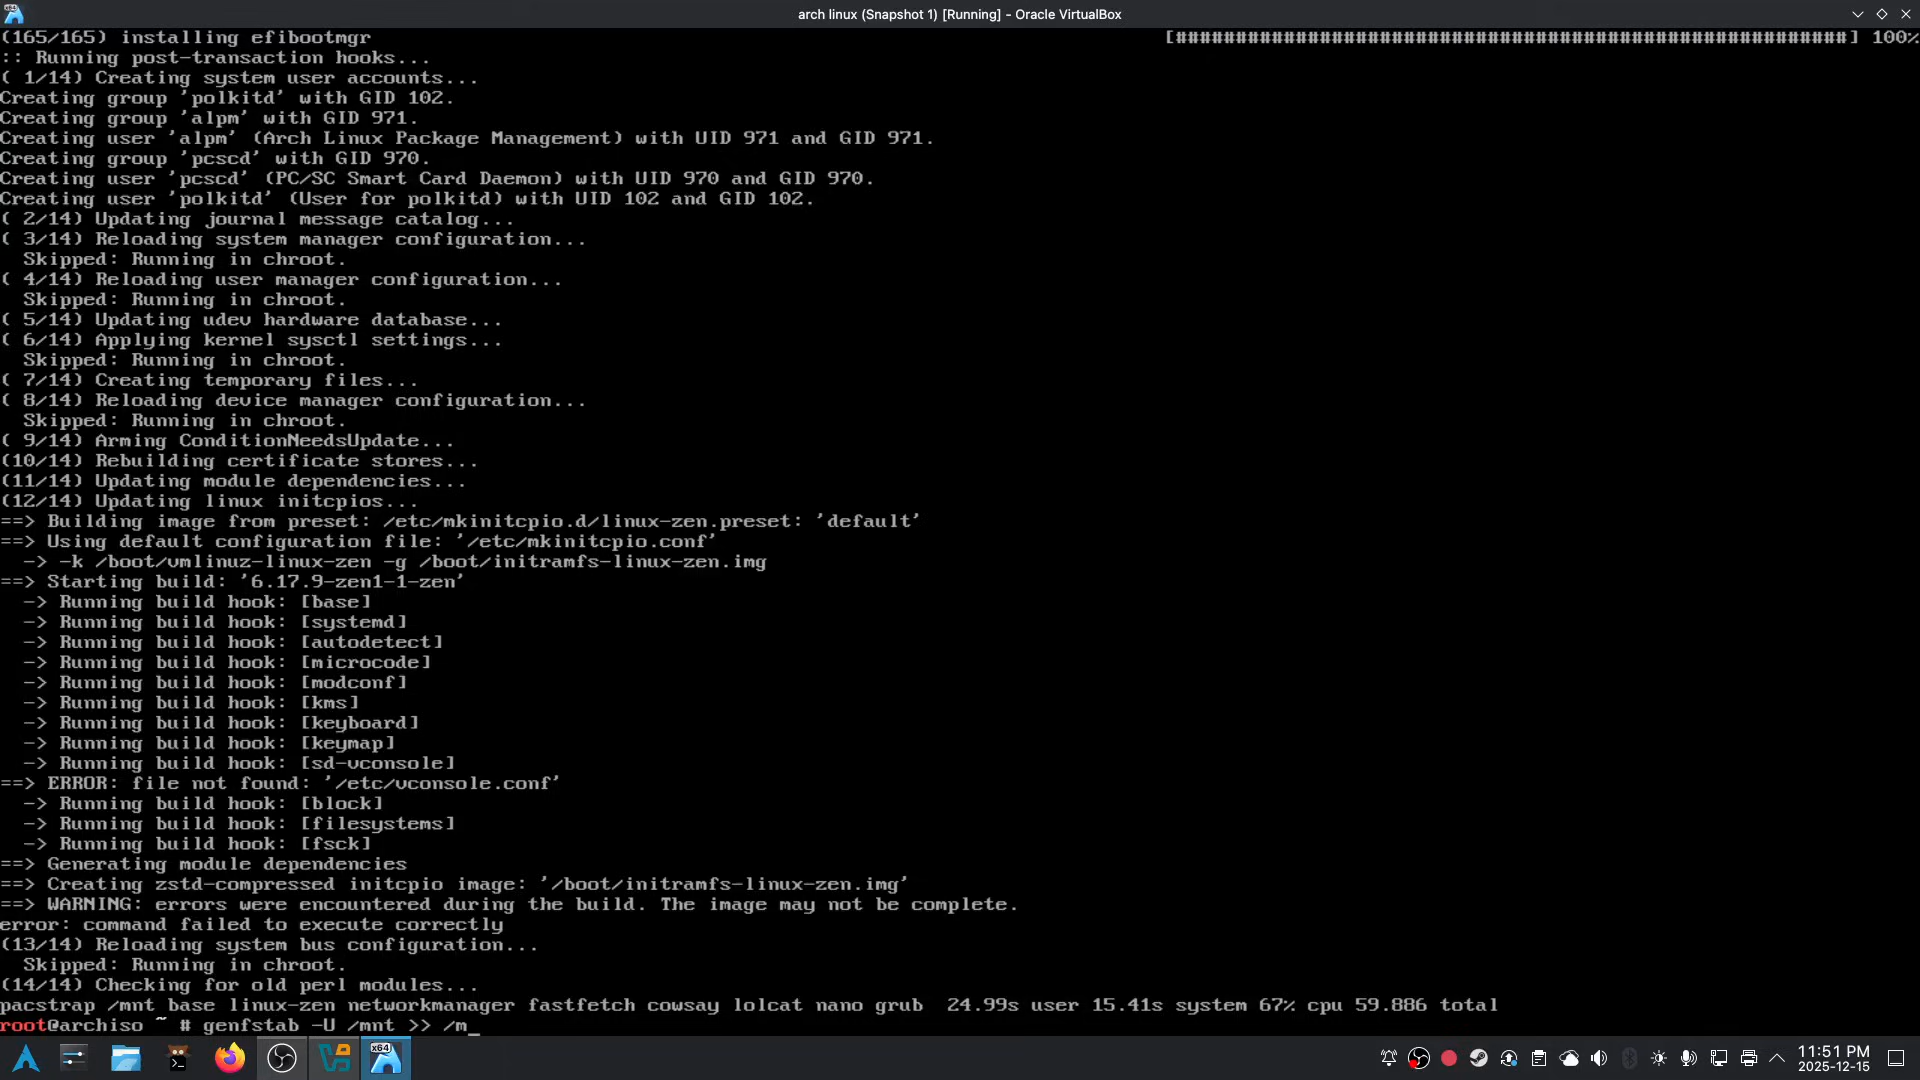 arch linux (Snapshot 1) [Running] - Oracle VirtualBox
(165/165) installing efibootmgr [########################################################] 100%
:: Running post-transaction hooks...
( 1/14) Creating system user accounts...
Creating group 'polkitd' with GID 102.
Creating group 'alpm' with GID 971.
Creating user 'alpm' (Arch Linux Package Management) with UID 971 and GID 971.
Creating group 'pcscd' with GID 970.
Creating user 'pcscd' (PC/SC Smart Card Daemon) with UID 970 and GID 970.
Creating user 'polkitd' (User for polkitd) with UID 102 and GID 102.
( 2/14) Updating journal message catalog...
( 3/14) Reloading system manager configuration...
  Skipped: Running in chroot.
( 4/14) Reloading user manager configuration...
  Skipped: Running in chroot.
( 5/14) Updating udev hardware database...
( 6/14) Applying kernel sysctl settings...
  Skipped: Running in chroot.
( 7/14) Creating temporary files...
( 8/14) Reloading device manager configuration...
  Skipped: Running in chroot.
( 9/14) Arming ConditionNeedsUpdate...
(10/14) Rebuilding certificate stores...
(11/14) Updating module dependencies...
(12/14) Updating linux initcpios...
==> Building image from preset: /etc/mkinitcpio.d/linux-zen.preset: 'default'
==> Using default configuration file: '/etc/mkinitcpio.conf'
  -> -k /boot/vmlinuz-linux-zen -g /boot/initramfs-linux-zen.img
==> Starting build: '6.17.9-zen1-1-zen'
  -> Running build hook: [base]
  -> Running build hook: [systemd]
  -> Running build hook: [autodetect]
  -> Running build hook: [microcode]
  -> Running build hook: [modconf]
  -> Running build hook: [kms]
  -> Running build hook: [keyboard]
  -> Running build hook: [keymap]
  -> Running build hook: [sd-vconsole]
==> ERROR: file not found: '/etc/vconsole.conf'
  -> Running build hook: [block]
  -> Running build hook: [filesystems]
  -> Running build hook: [fsck]
==> Generating module dependencies
==> Creating zstd-compressed initcpio image: '/boot/initramfs-linux-zen.img'
==> WARNING: errors were encountered during the build. The image may not be complete.
error: command failed to execute correctly
(13/14) Reloading system bus configuration...
  Skipped: Running in chroot.
(14/14) Checking for old perl modules...
pacstrap /mnt base linux-zen networkmanager fastfetch cowsay lolcat nano grub  24.99s user 15.41s system 67% cpu 59.886 total
root@archiso ~ # genfstab -U /mnt >> /m_
x64
11:51 PM
2025-12-15